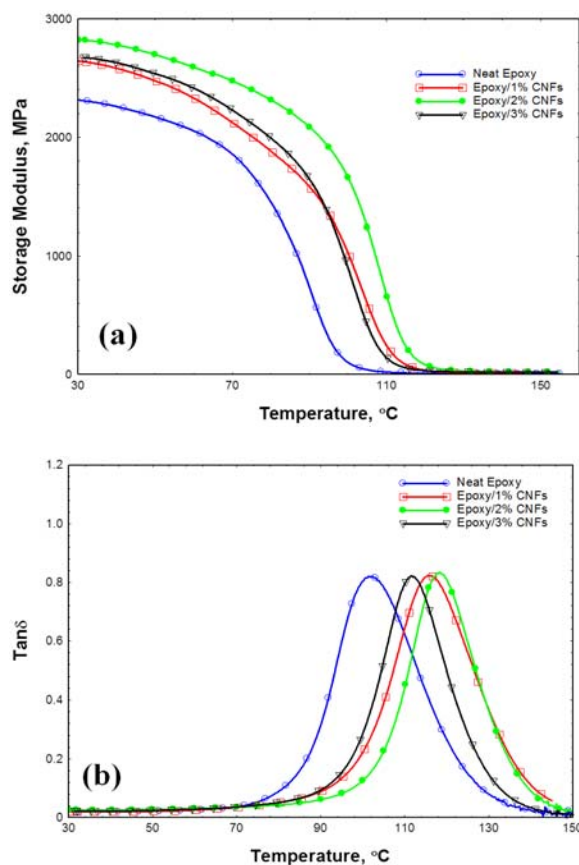 3000
2000
1000
0
Storage Modulus, MPa
Neat Epoxy
Epoxy/1% CNFs
Epoxy/2% CNFs
Epoxy/3% CNFs
(a)
30 70 110 150
Temperature, °C
1.2
1.0
0.8
0.6
0.4
0.2
0
Tanδ
Neat Epoxy
Epoxy/1% CNFs
Epoxy/2% CNFs
Epoxy/3% CNFs
(b)
30 50 70 90 110 130 150
Temperature, °C